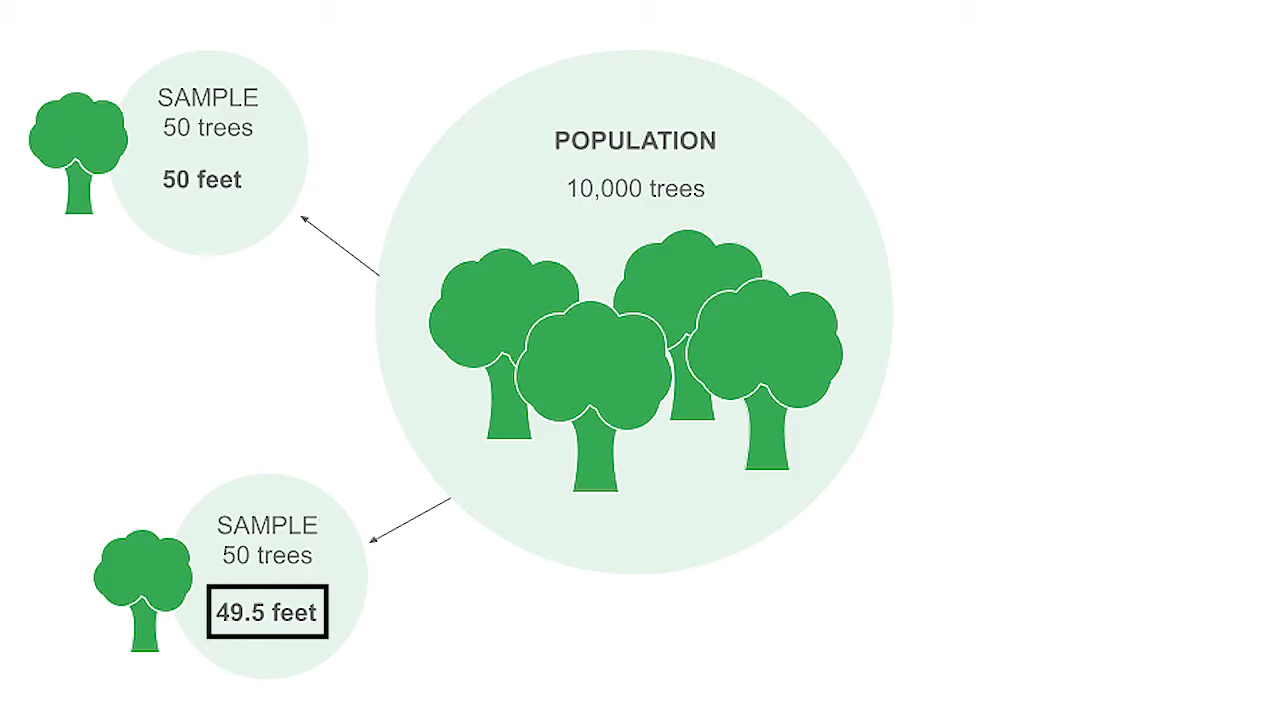 SAMPLE
50 trees
50 feet
POPULATION
10,000 trees
SAMPLE
50 trees
49.5 feet